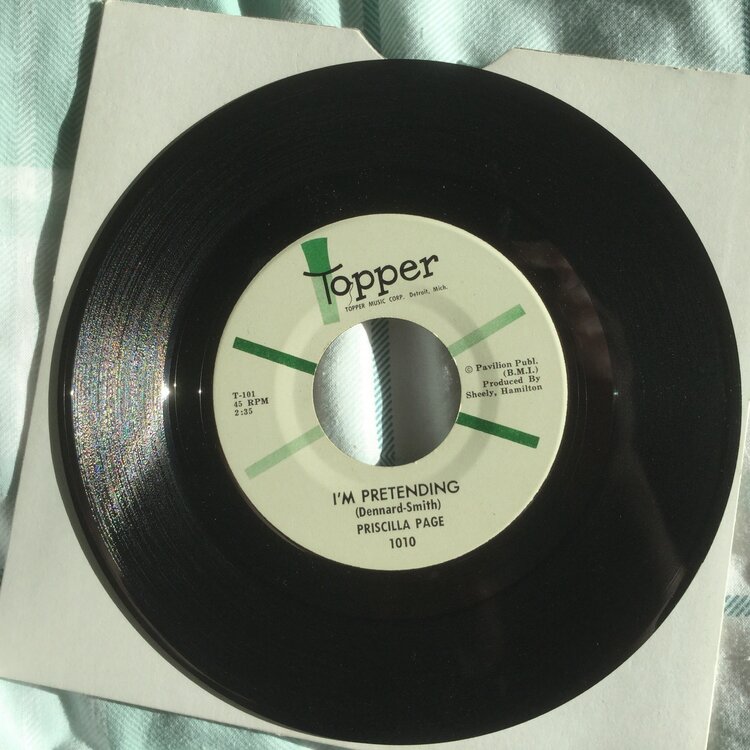 Topper
TOPPER MUSIC CORP. Detroit, Mich.
T-101
45 RPM
2:35
© Pavilion Publ.
(B.M.I.)
Produced By
Sheely, Hamilton
I'M PRETENDING
(Dennard-Smith)
PRISCILLA PAGE
1010